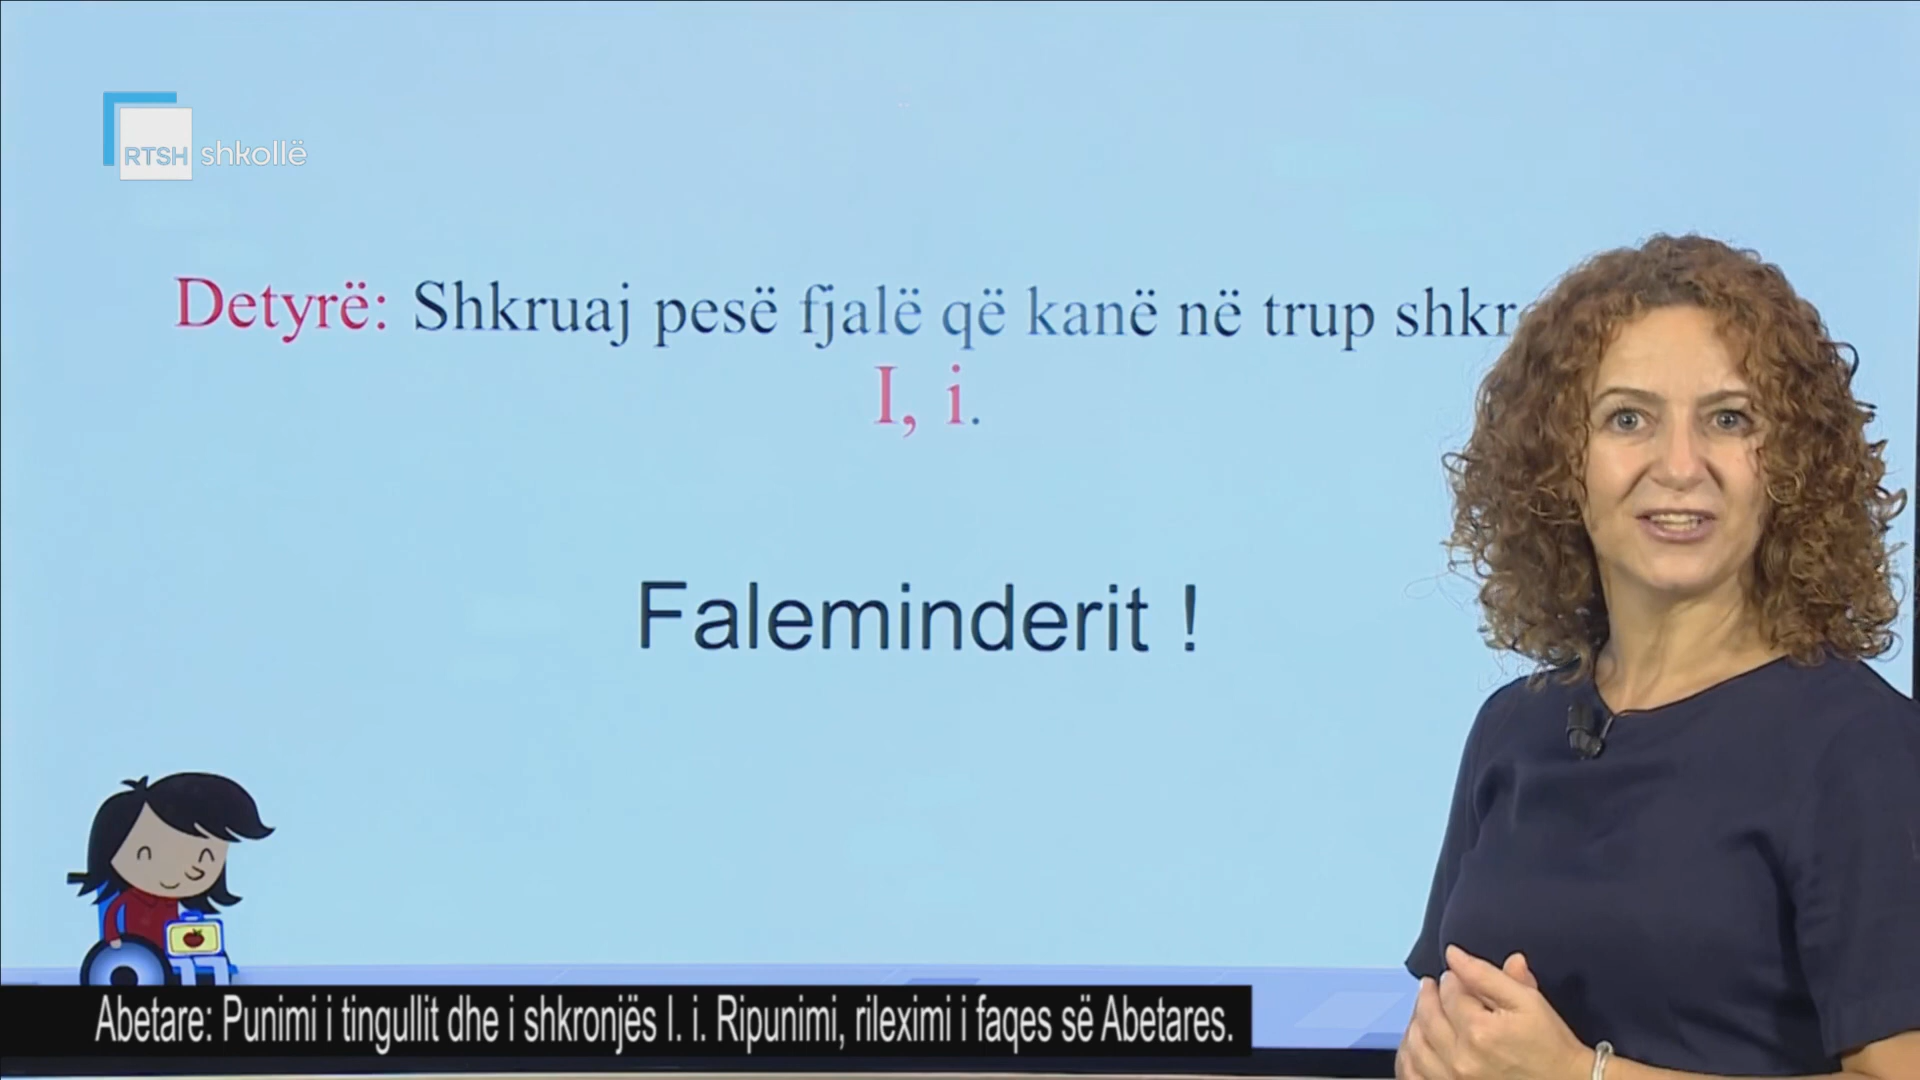 RTSH shkollë
Detyrë: Shkruaj pesë fjalë që kanë në trup
I, i.
Faleminderit !
Abetare: Punimi i tingullit dhe i shkronjës I. i. Ripunimi, rileximi i faqes së Abetares.